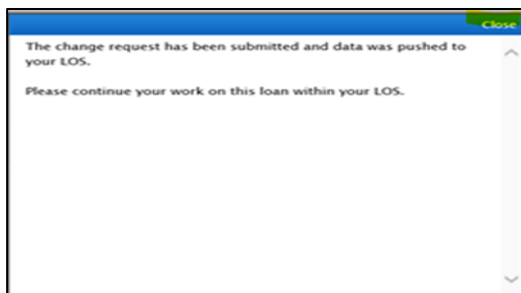 Close
The change request has been submitted and data was pushed to
your LOS.
Please continue your work on this loan within your LOS.